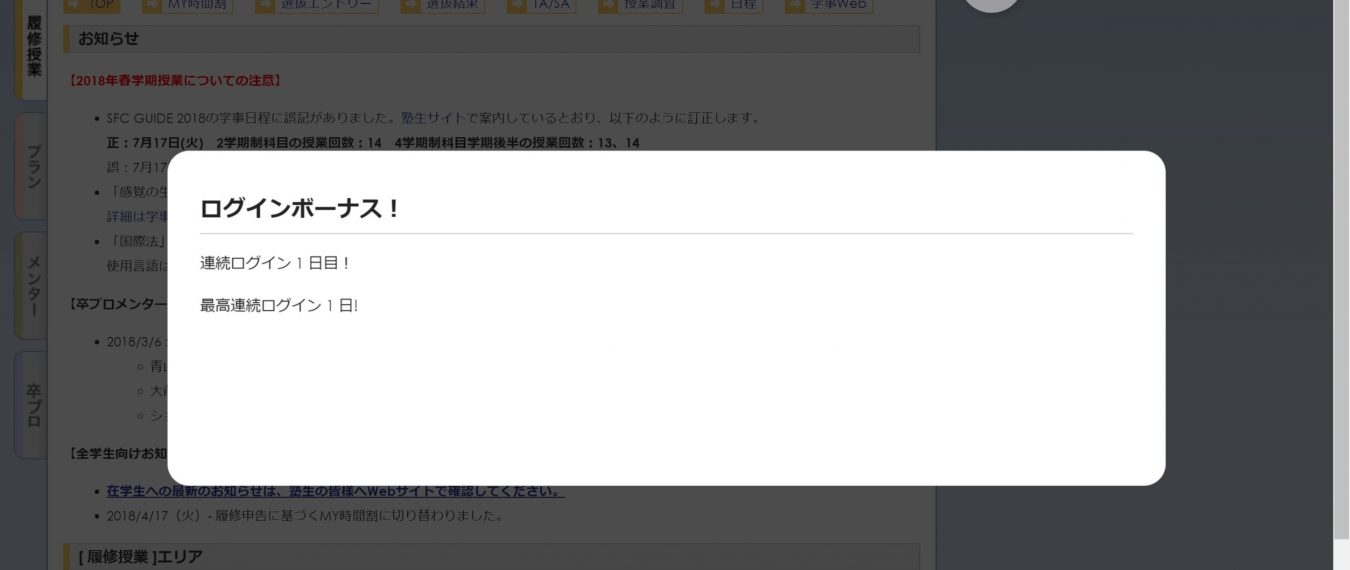 TOP MY時間割 選抜エントリー 選抜結果 TA/SA 授業調査 日程 学事Web
履修授業
お知らせ
【2018年春学期授業についての注意】
SFC GUIDE 2018の学事日程に誤記がありました。塾生サイトで案内しているとおり、以下のように訂正します。
正：7月17日(火)　2学期制科目の授業回数：14　4学期制科目学期後半の授業回数：13、14
誤：7月17
プラン
「感覚の生
詳細は学事
「国際法」
使用言語は
メンター
ログインボーナス！
連続ログイン 1 日目！
最高連続ログイン 1 日!
【卒プロメンター
2018/3/6
青山
大
シ
卒プロ
【全学生向けお知
在学生への最新のお知らせは、塾生の皆様へWebサイトで確認してください。
2018/4/17（火）- 履修申告に基づくMY時間割に切り替わりました。
[ 履修授業 ]エリア